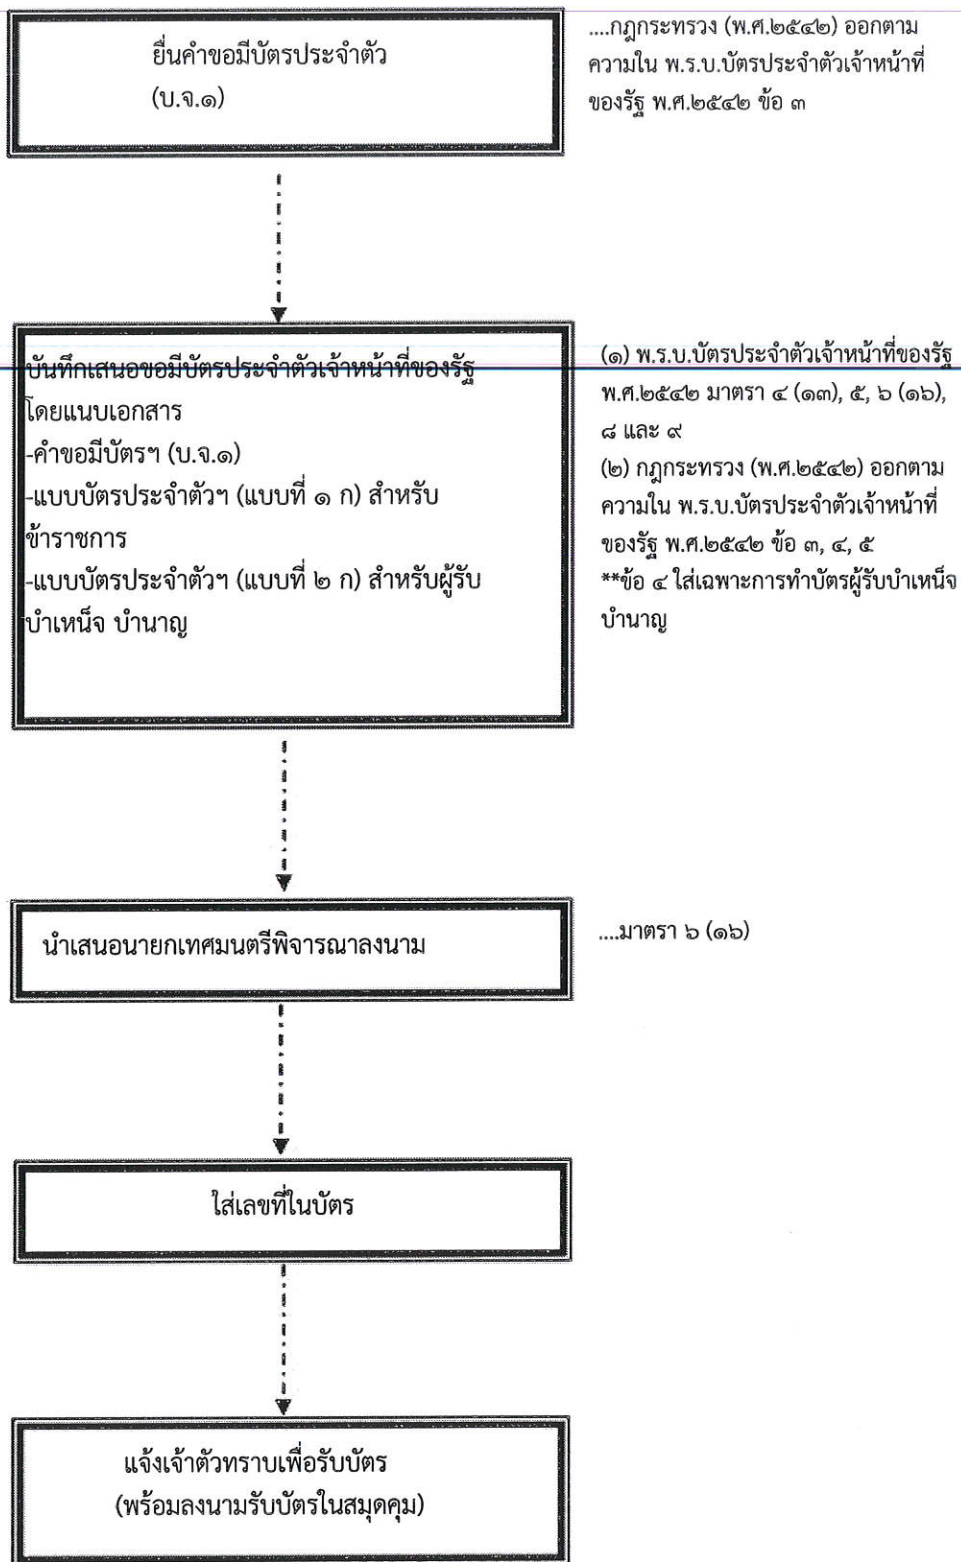 ยื่นคำขอมีบัตรประจำตัว
(บ.จ.๑)
....กฎกระทรวง (พ.ศ.๒๕๔๒) ออกตาม
ความใน พ.ร.บ.บัตรประจำตัวเจ้าหน้าที่
ของรัฐ พ.ศ.๒๕๔๒ ข้อ ๓
บันทึกเสนอขอมีบัตรประจำตัวเจ้าหน้าที่ของรัฐ
โดยแนบเอกสาร
-คำขอมีบัตรฯ (บ.จ.๑)
-แบบบัตรประจำตัวฯ (แบบที่ ๑ ก) สำหรับ
ข้าราชการ
-แบบบัตรประจำตัวฯ (แบบที่ ๒ ก) สำหรับผู้รับ
บำเหน็จ บำนาญ
(๑) พ.ร.บ.บัตรประจำตัวเจ้าหน้าที่ของรัฐ
พ.ศ.๒๕๔๒ มาตรา ๔ (๑๓), ๕, ๖ (๑๖),
๘ และ ๙
(๒) กฎกระทรวง (พ.ศ.๒๕๔๒) ออกตาม
ความใน พ.ร.บ.บัตรประจำตัวเจ้าหน้าที่
ของรัฐ พ.ศ.๒๕๔๒ ข้อ ๓, ๔, ๕
**ข้อ ๔ ใส่เฉพาะการทำบัตรผู้รับบำเหน็จ
บำนาญ
นำเสนอนายกเทศมนตรีพิจารณาลงนาม
....มาตรา ๖ (๑๖)
ใส่เลขที่ในบัตร
แจ้งเจ้าตัวทราบเพื่อรับบัตร
(พร้อมลงนามรับบัตรในสมุดคุม)